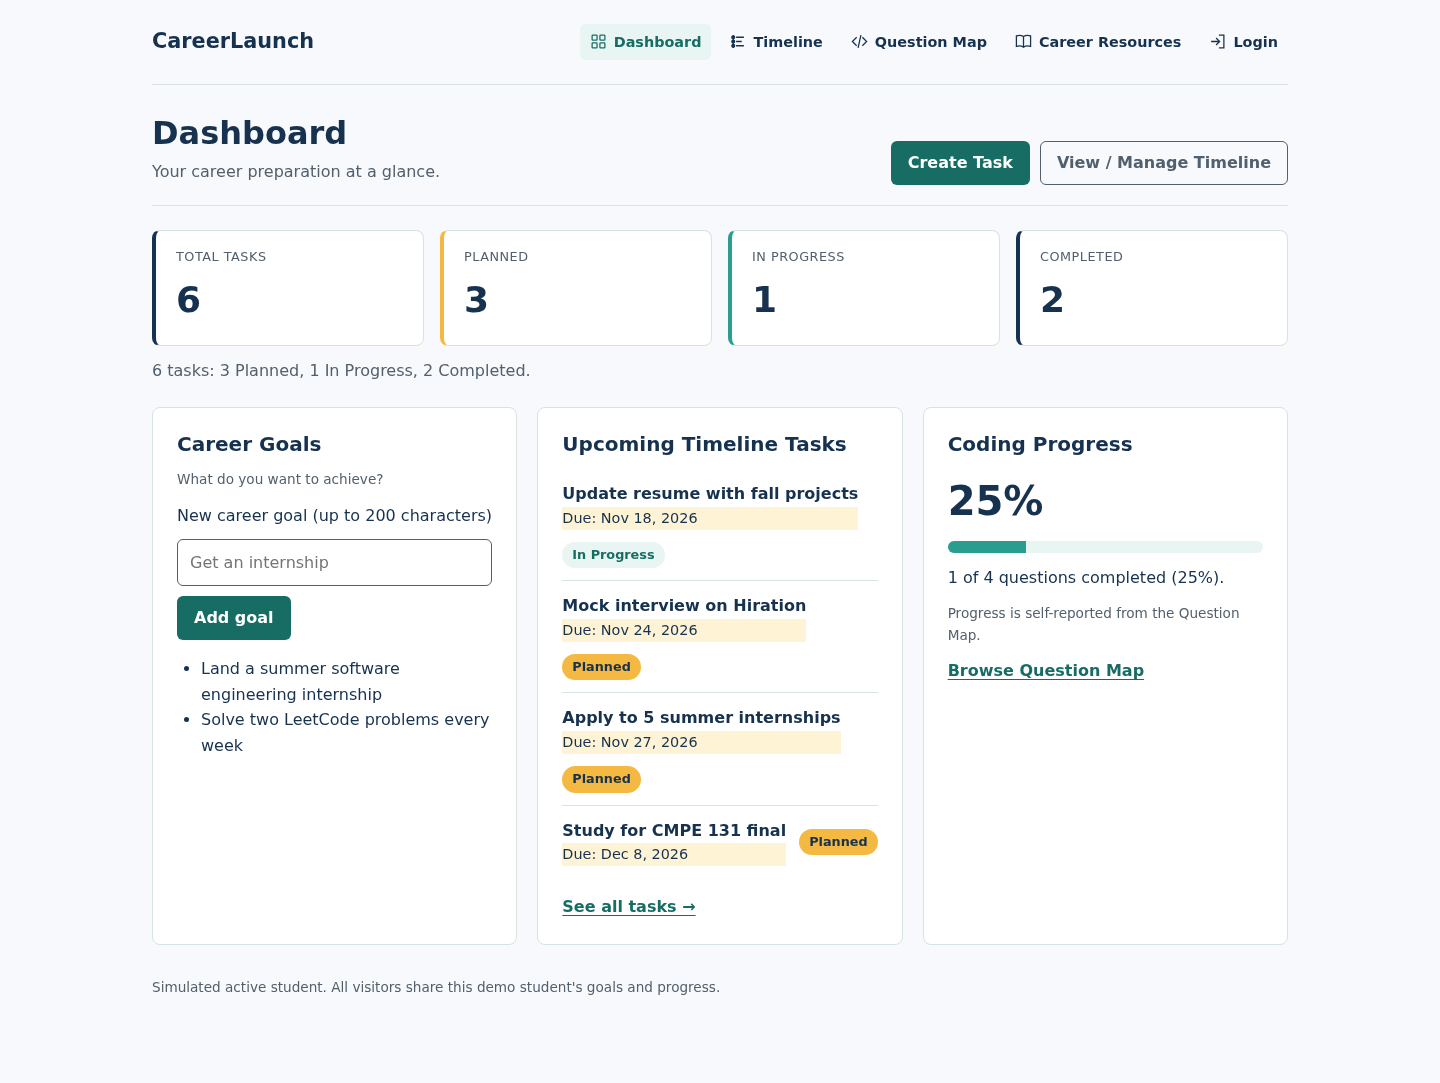 CareerLaunch
Dashboard
Timeline
Question Map
Career Resources
Login
Dashboard
Your career preparation at a glance.
Create Task
View / Manage Timeline
TOTAL TASKS
6
PLANNED
3
IN PROGRESS
1
COMPLETED
2
6 tasks: 3 Planned, 1 In Progress, 2 Completed.
Career Goals
What do you want to achieve?
New career goal (up to 200 characters)
Get an internship
Add goal
Land a summer software
engineering internship
Solve two LeetCode problems every
week
Upcoming Timeline Tasks
Update resume with fall projects
Due: Nov 18, 2026
In Progress
Mock interview on Hiration
Due: Nov 24, 2026
Planned
Apply to 5 summer internships
Due: Nov 27, 2026
Planned
Study for CMPE 131 final
Due: Dec 8, 2026
Planned
See all tasks →
Coding Progress
25%
1 of 4 questions completed (25%).
Progress is self-reported from the Question
Map.
Browse Question Map
Simulated active student. All visitors share this demo student's goals and progress.